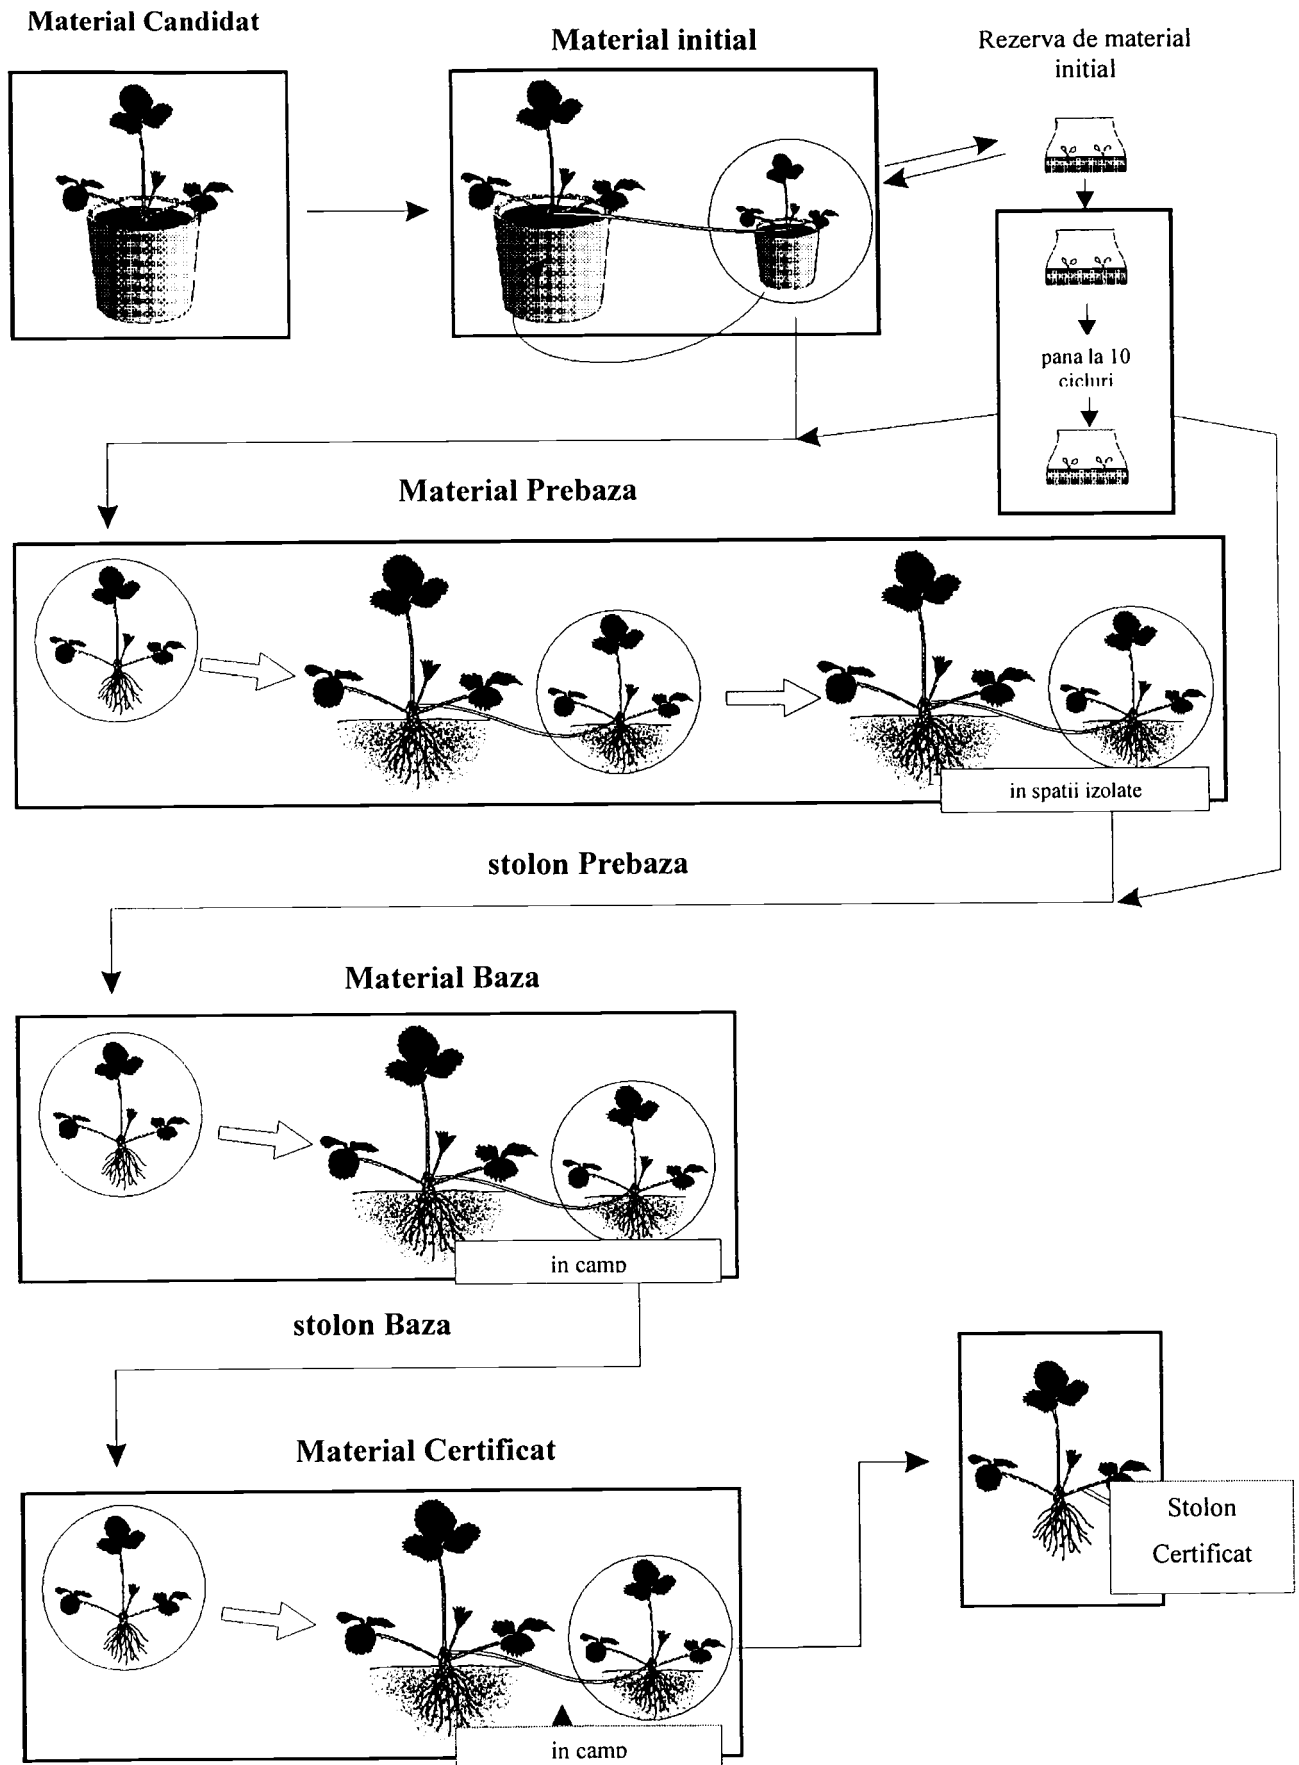 Material Candidat
Material initial
Rezerva de material
initial
pana la 10
cicluri
Material Prebaza
in spatii izolate
stolon Prebaza
Material Baza
in camp
stolon Baza
Material Certificat
Stolon
Certificat
in camp